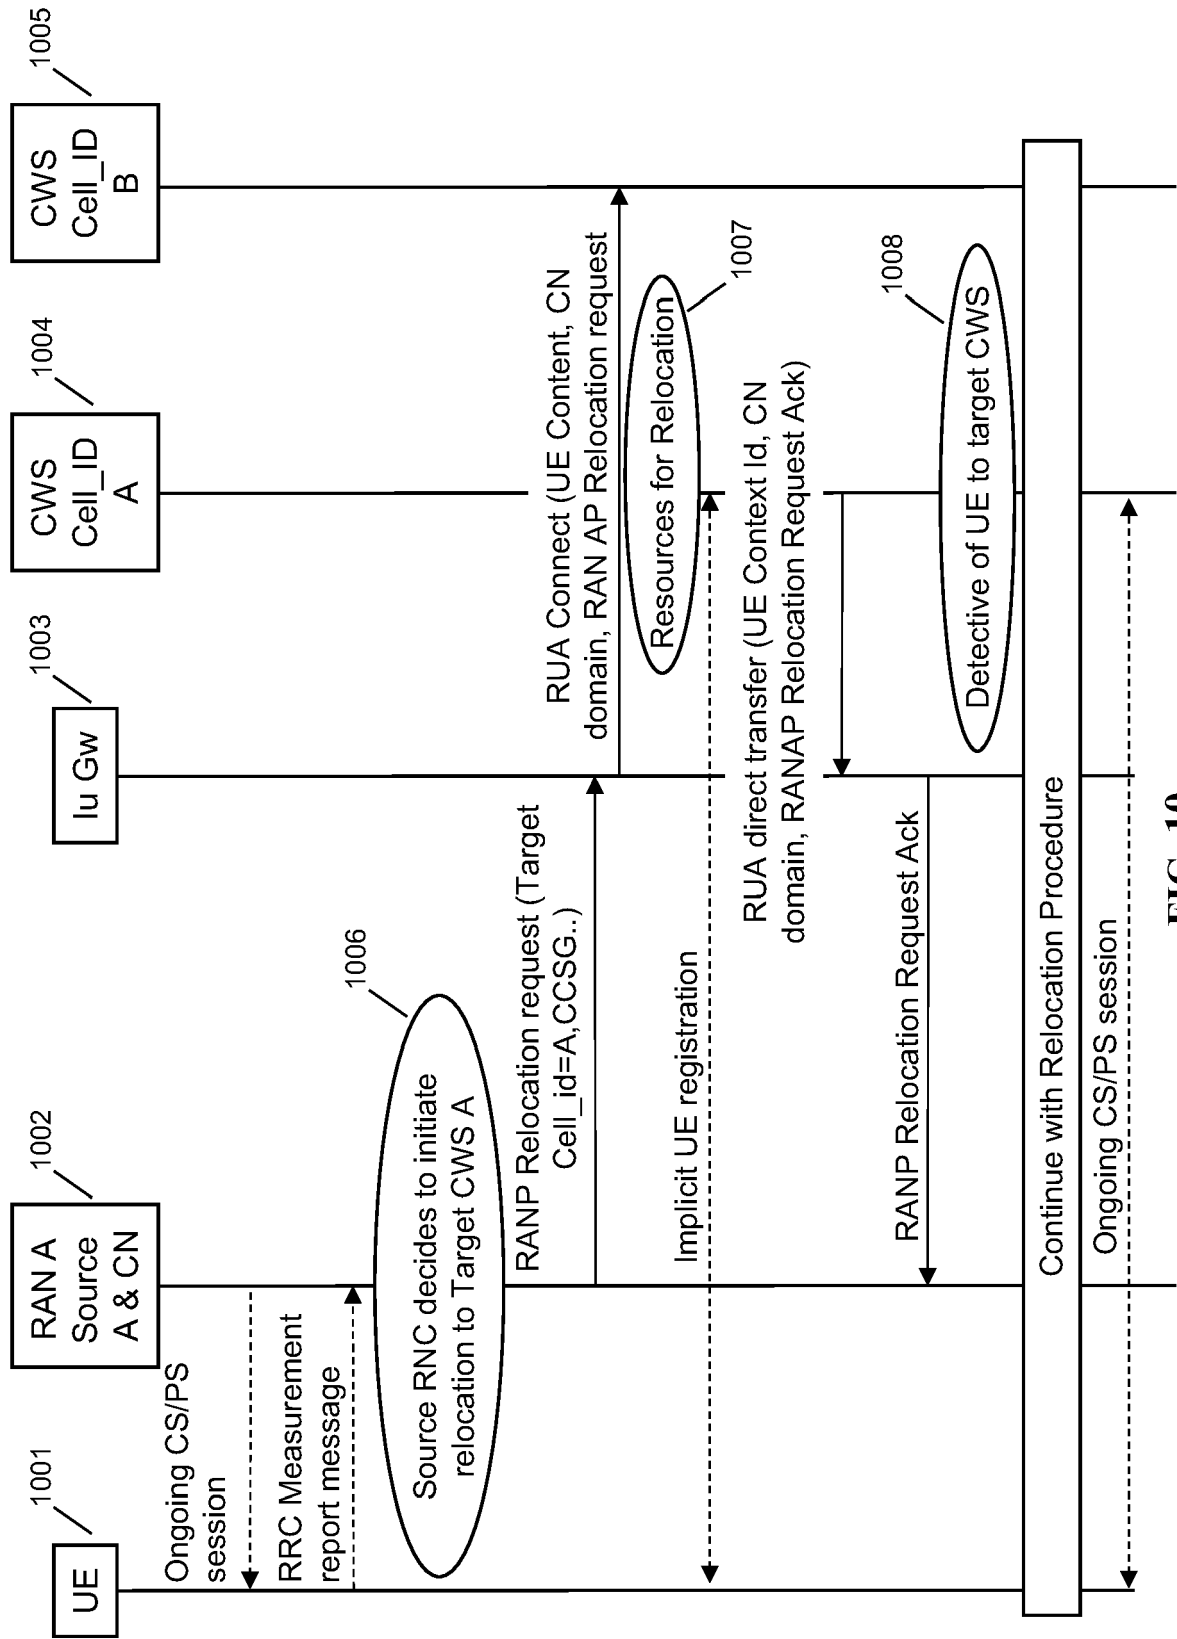 UE
1001
RAN A
Source
A & CN
1002
Iu Gw
1003
CWS
Cell_ID
A
1004
CWS
Cell_ID
B
1005
Ongoing CS/PS
session
RRC Measurement
report message
Source RNC decides to initiate
relocation to Target CWS A
1006
RANP Relocation request (Target
Cell_id=A,CCSG..)
RUA Connect (UE Content, CN
domain, RAN AP Relocation request
Resources for Relocation
1007
Implicit UE registration
RUA direct transfer (UE Context Id, CN
domain, RANAP Relocation Request Ack)
RANP Relocation Request Ack
Detective of UE to target CWS
1008
Continue with Relocation Procedure
Ongoing CS/PS session
FIG. 10